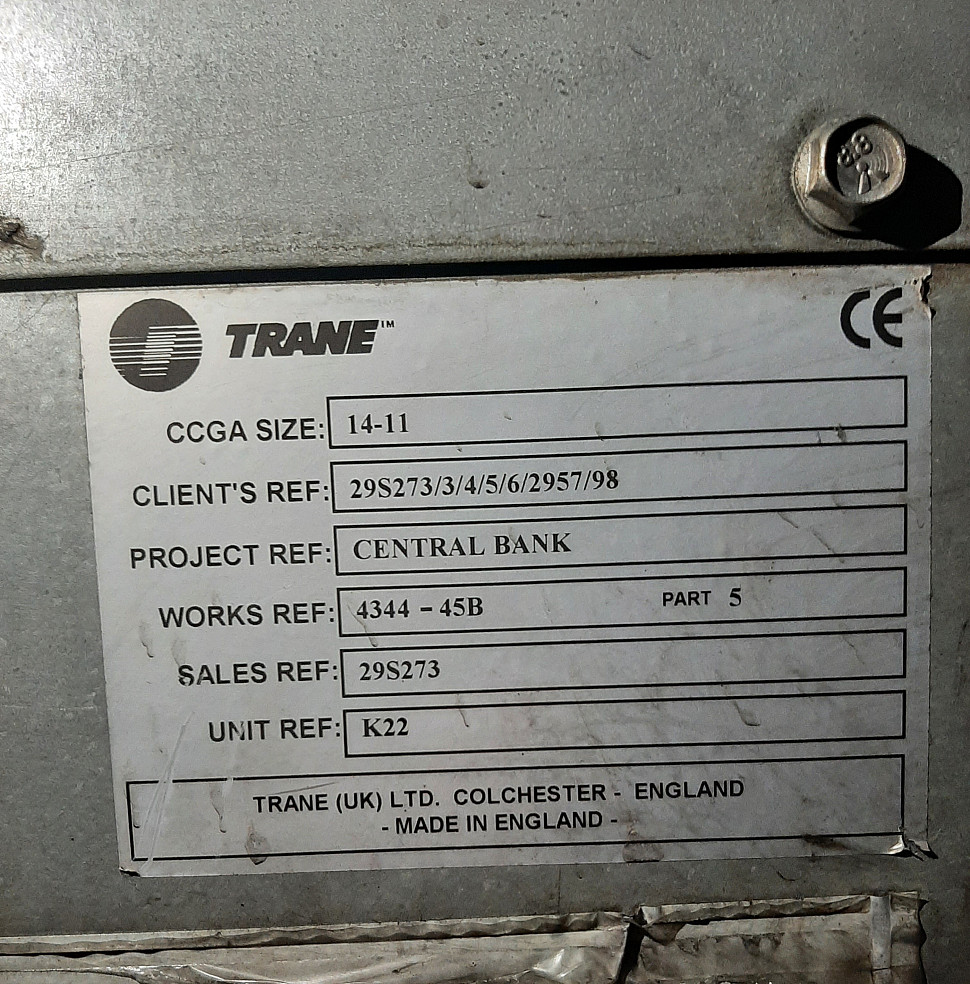 8.8
TRANE™
CE
CCGA SIZE: 14-11
CLIENT'S REF: 29S273/3/4/5/6/2957/98
PROJECT REF: CENTRAL BANK
WORKS REF: 4344 - 45B PART 5
SALES REF: 29S273
UNIT REF: K22
TRANE (UK) LTD. COLCHESTER - ENGLAND
- MADE IN ENGLAND -